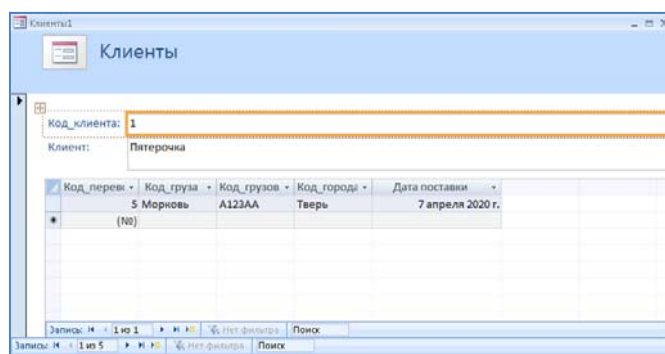 Клиенты1
Клиенты
Код_клиента: 1
Клиент: Пятерочка
Код_перев Код_груза Код_грузов Код_города Дата поставки
5 Морковь А123АА Тверь 7 апреля 2020 г.
(№)
Запись: 1 из 1 Нет фильтра Поиск
Запись: 1 из 5 Нет фильтра Поиск